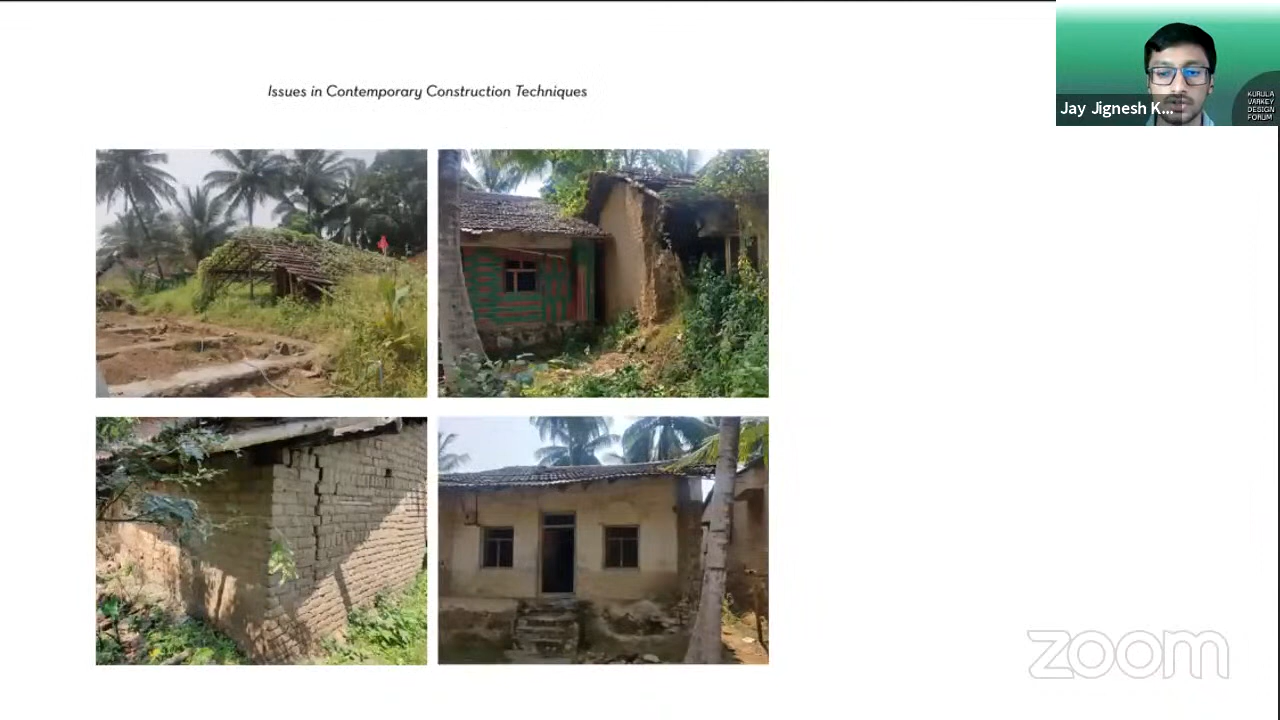 Issues in Contemporary Construction Techniques
Jay Jignesh K...
KURULA
VARKEY
DESIGN
FORUM
zoom